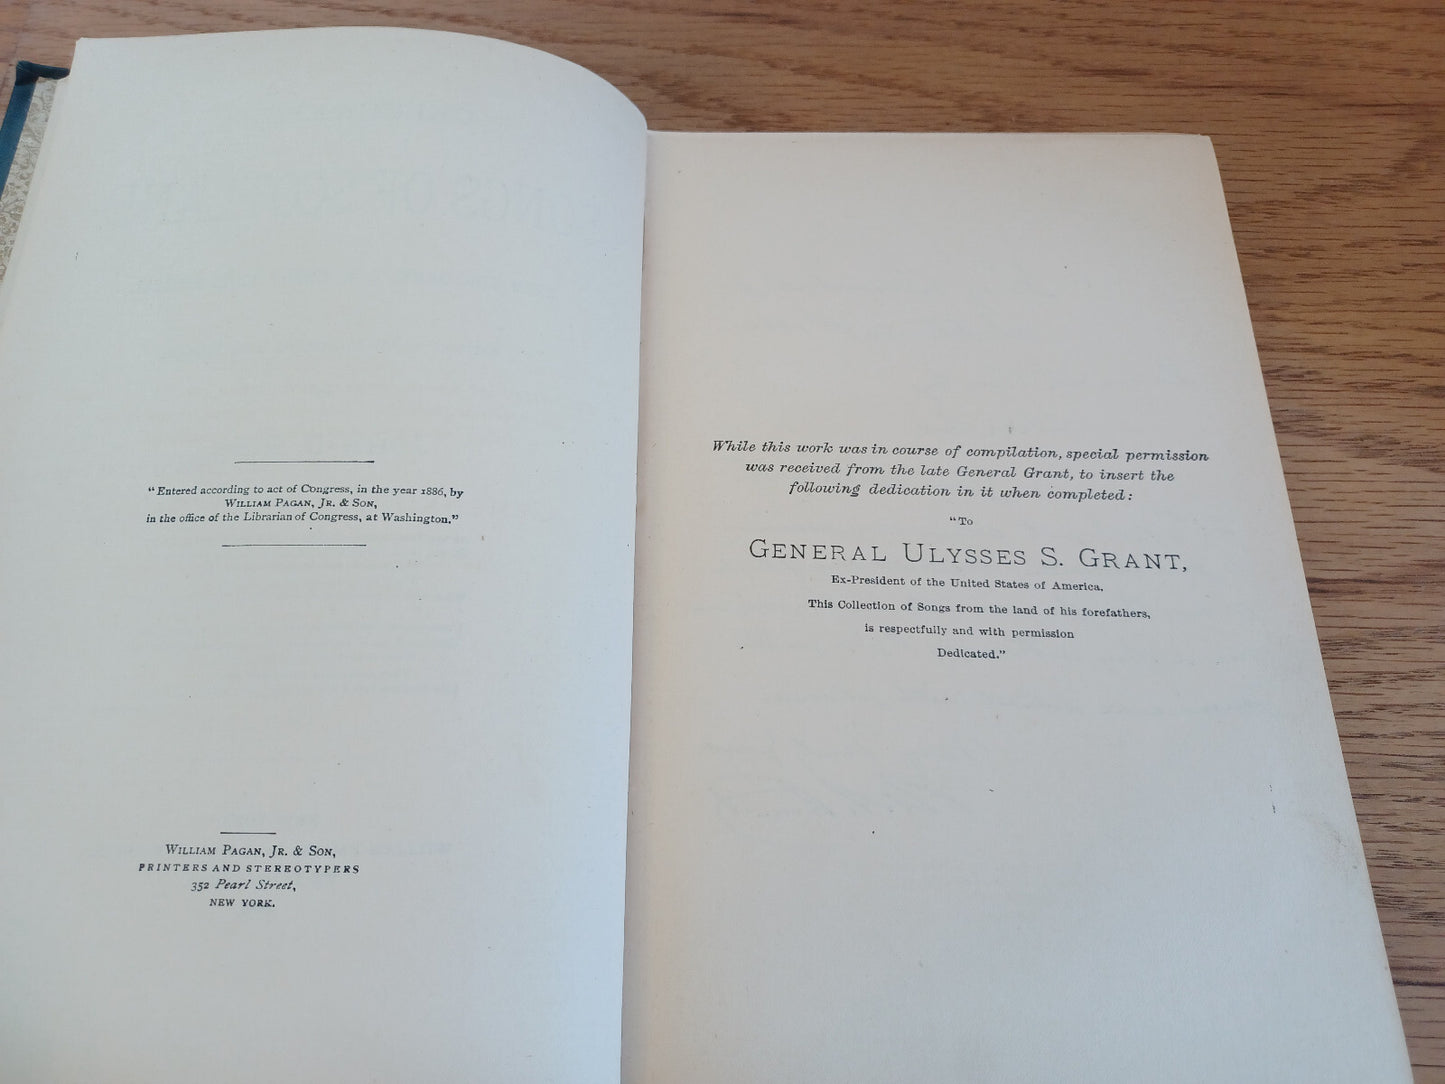 "Entered according to act of Congress, in the year 1886, by
WILLIAM PAGAN, JR. & SON,
in the office of the Librarian of Congress, at Washington."
WILLIAM PAGAN, JR. & SON,
PRINTERS AND STEREOTYPERS
352 Pearl Street,
NEW YORK.
While this work was in course of compilation, special permission
was received from the late General Grant, to insert the
following dedication in it when completed:
"To
GENERAL ULYSSES S. GRANT,
Ex-President of the United States of America.
This Collection of Songs from the land of his forefathers,
is respectfully and with permission
Dedicated."